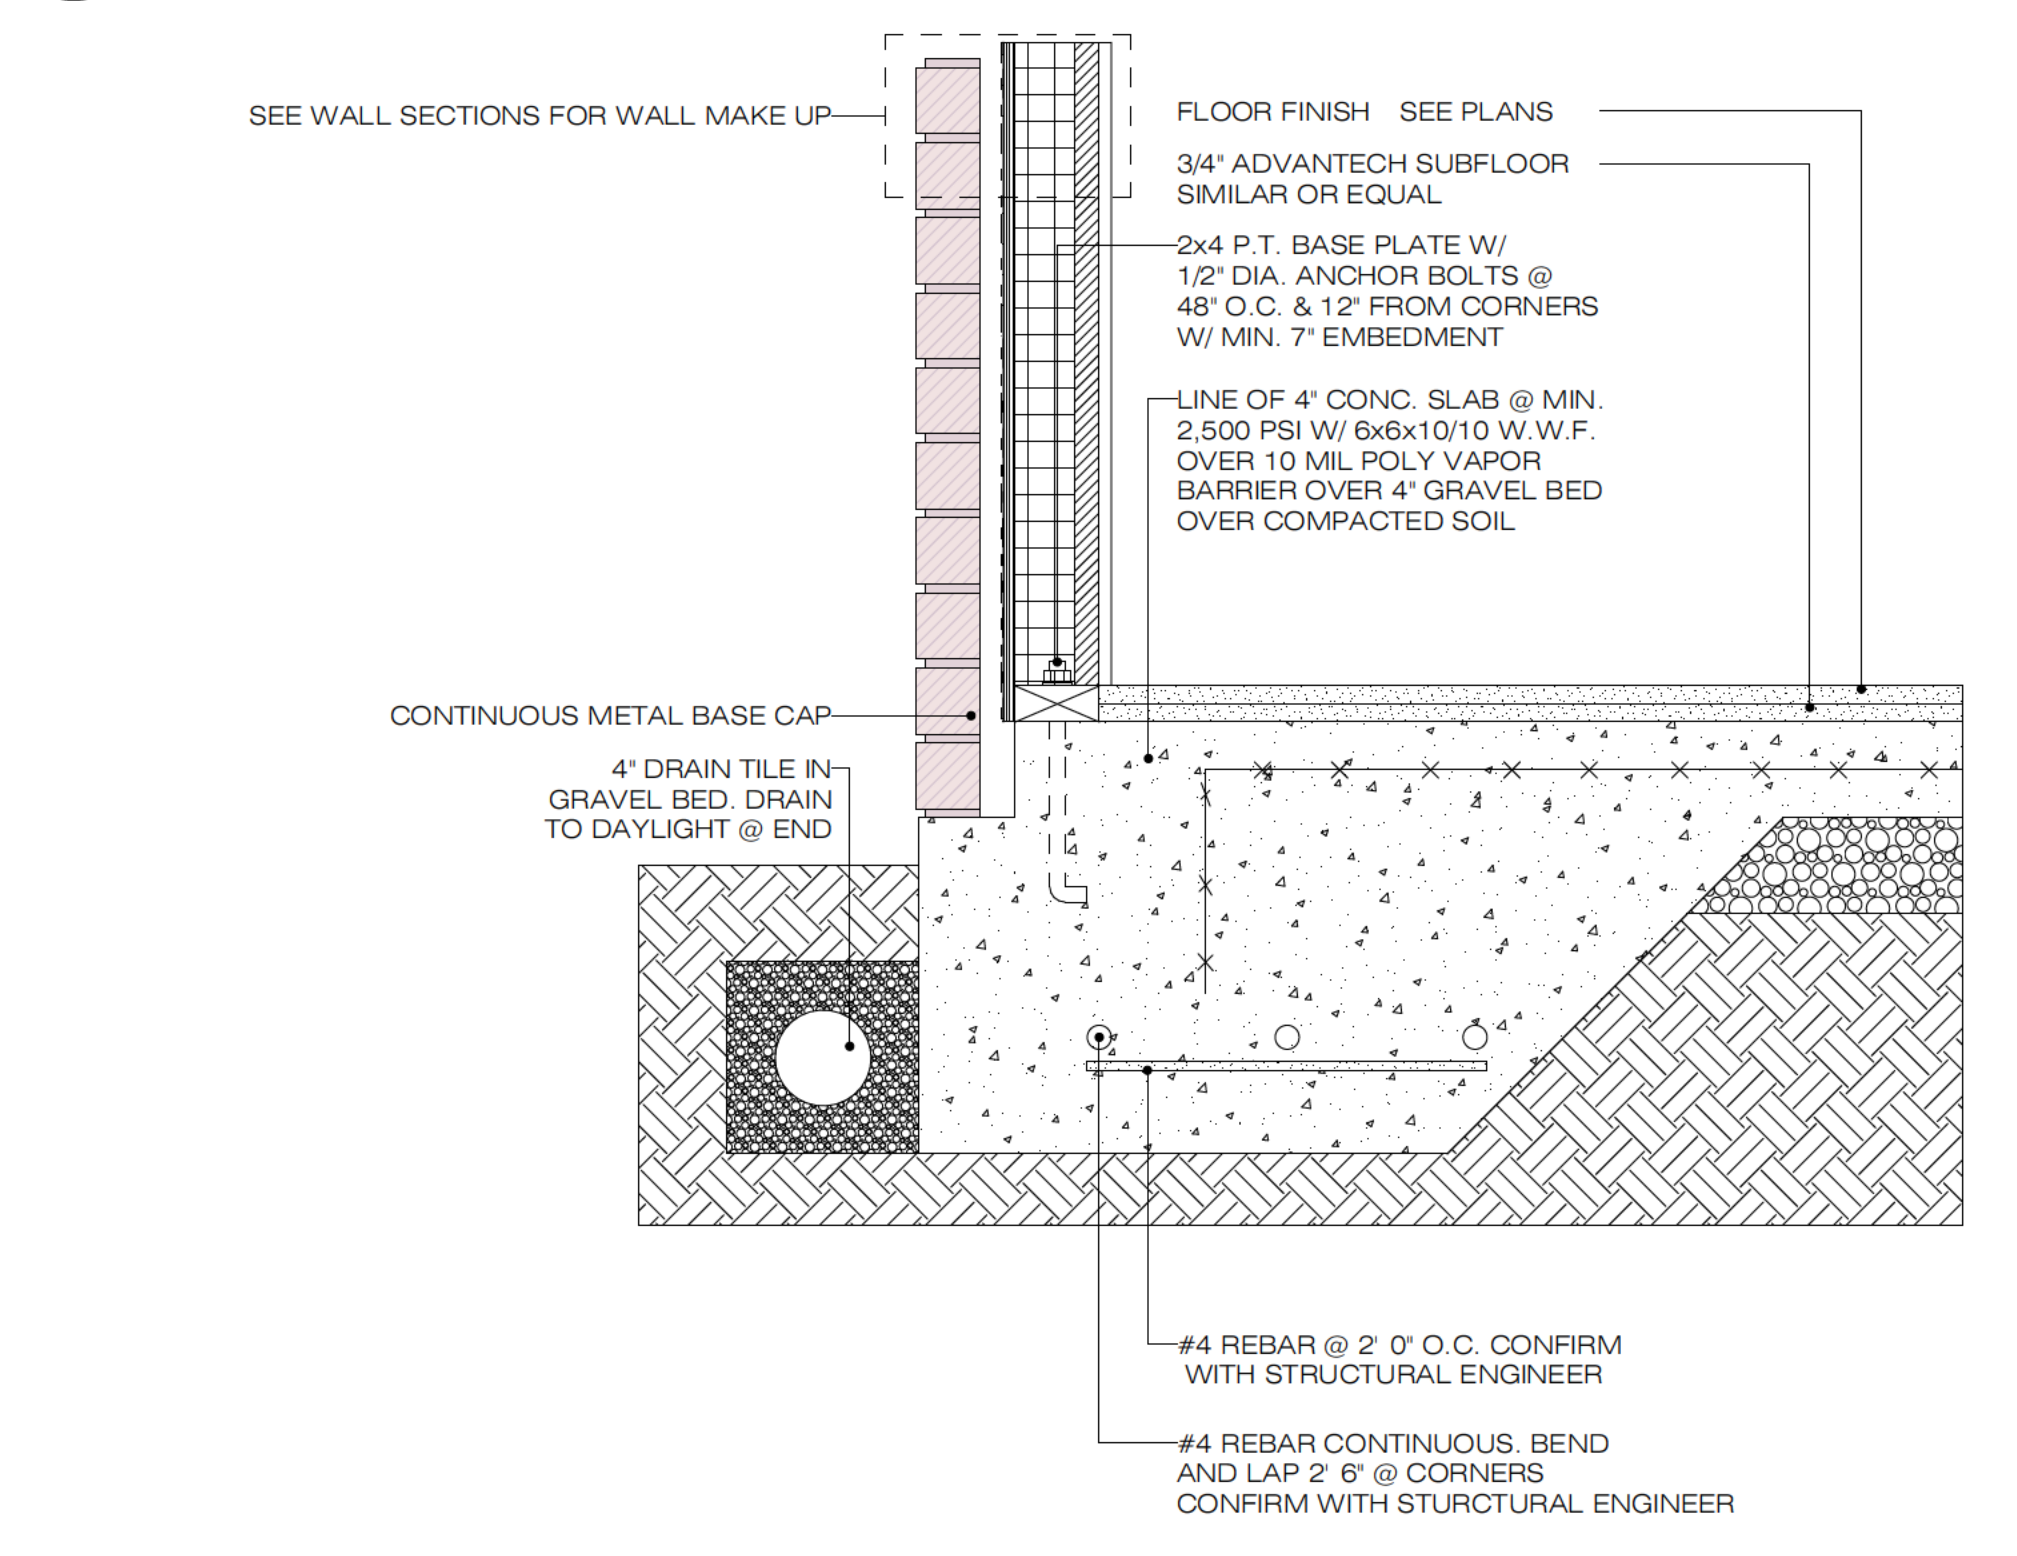 SEE WALL SECTIONS FOR WALL MAKE UP
FLOOR FINISH SEE PLANS
3/4" ADVANTECH SUBFLOOR
SIMILAR OR EQUAL
2x4 P.T. BASE PLATE W/
1/2" DIA. ANCHOR BOLTS @
48" O.C. & 12" FROM CORNERS
W/ MIN. 7" EMBEDMENT
LINE OF 4" CONC. SLAB @ MIN.
2,500 PSI W/ 6x6x10/10 W.W.F.
OVER 10 MIL POLY VAPOR
BARRIER OVER 4" GRAVEL BED
OVER COMPACTED SOIL
CONTINUOUS METAL BASE CAP
4" DRAIN TILE IN
GRAVEL BED. DRAIN
TO DAYLIGHT @ END
#4 REBAR @ 2' 0" O.C. CONFIRM
WITH STRUCTURAL ENGINEER
#4 REBAR CONTINUOUS. BEND
AND LAP 2' 6" @ CORNERS
CONFIRM WITH STURCTURAL ENGINEER